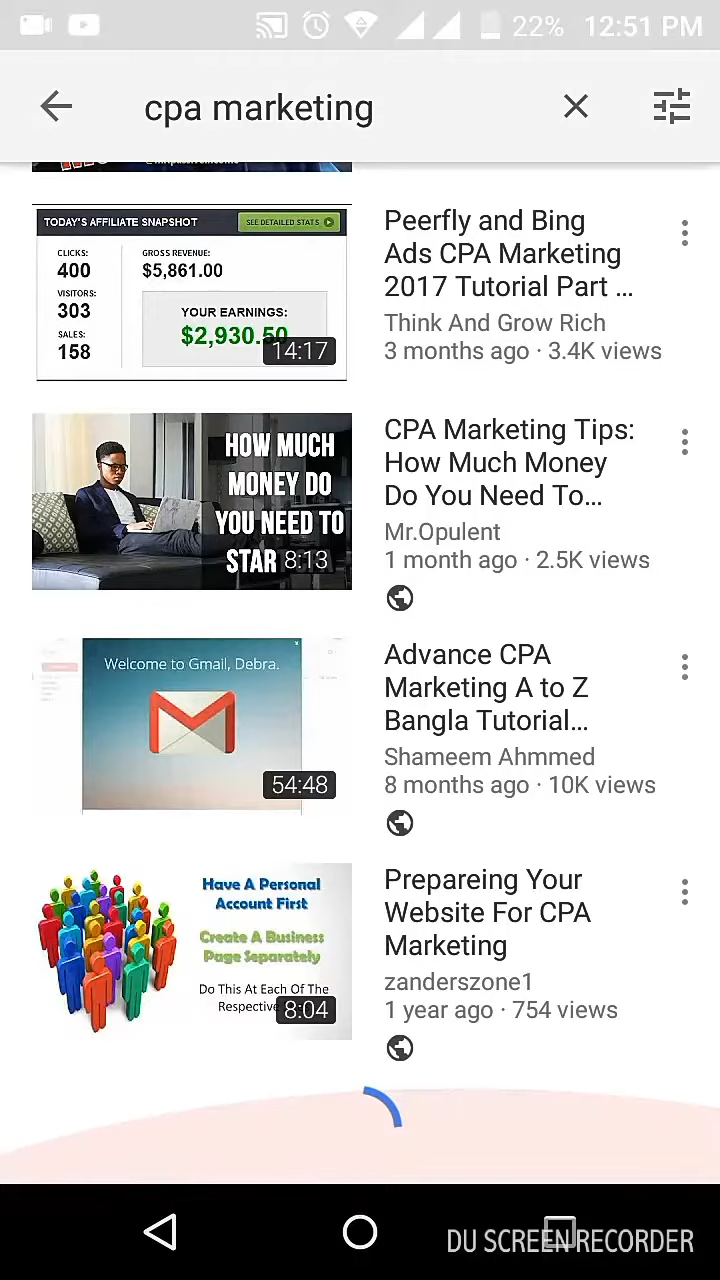 22% 12:51 PM
cpa marketing
TODAY'S AFFILIATE SNAPSHOT
SEE DETAILED STATS
CLICKS:
400
VISITORS:
303
SALES:
158
GROSS REVENUE:
$5,861.00
YOUR EARNINGS:
$2,930.50
14:17
Peerfly and Bing
Ads CPA Marketing
2017 Tutorial Part ...
Think And Grow Rich
3 months ago · 3.4K views
HOW MUCH
MONEY DO
YOU NEED TO
STAR
8:13
CPA Marketing Tips:
How Much Money
Do You Need To...
Mr.Opulent
1 month ago · 2.5K views
Welcome to Gmail, Debra.
54:48
Advance CPA
Marketing A to Z
Bangla Tutorial...
Shameem Ahmmed
8 months ago · 10K views
Have A Personal
Account First
Create A Business
Page Separately
Do This At Each Of The
Respective
8:04
Prepareing Your
Website For CPA
Marketing
zanderszone1
1 year ago · 754 views
DU SCREEN RECORDER